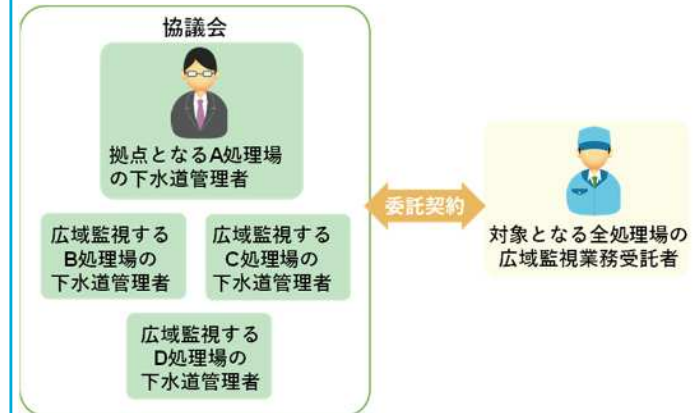 協議会
拠点となるA処理場
の下水道管理者
広域監視する
B処理場の
下水道管理者
広域監視する
C処理場の
下水道管理者
広域監視する
D処理場の
下水道管理者
委託契約
対象となる全処理場の
広域監視業務受託者